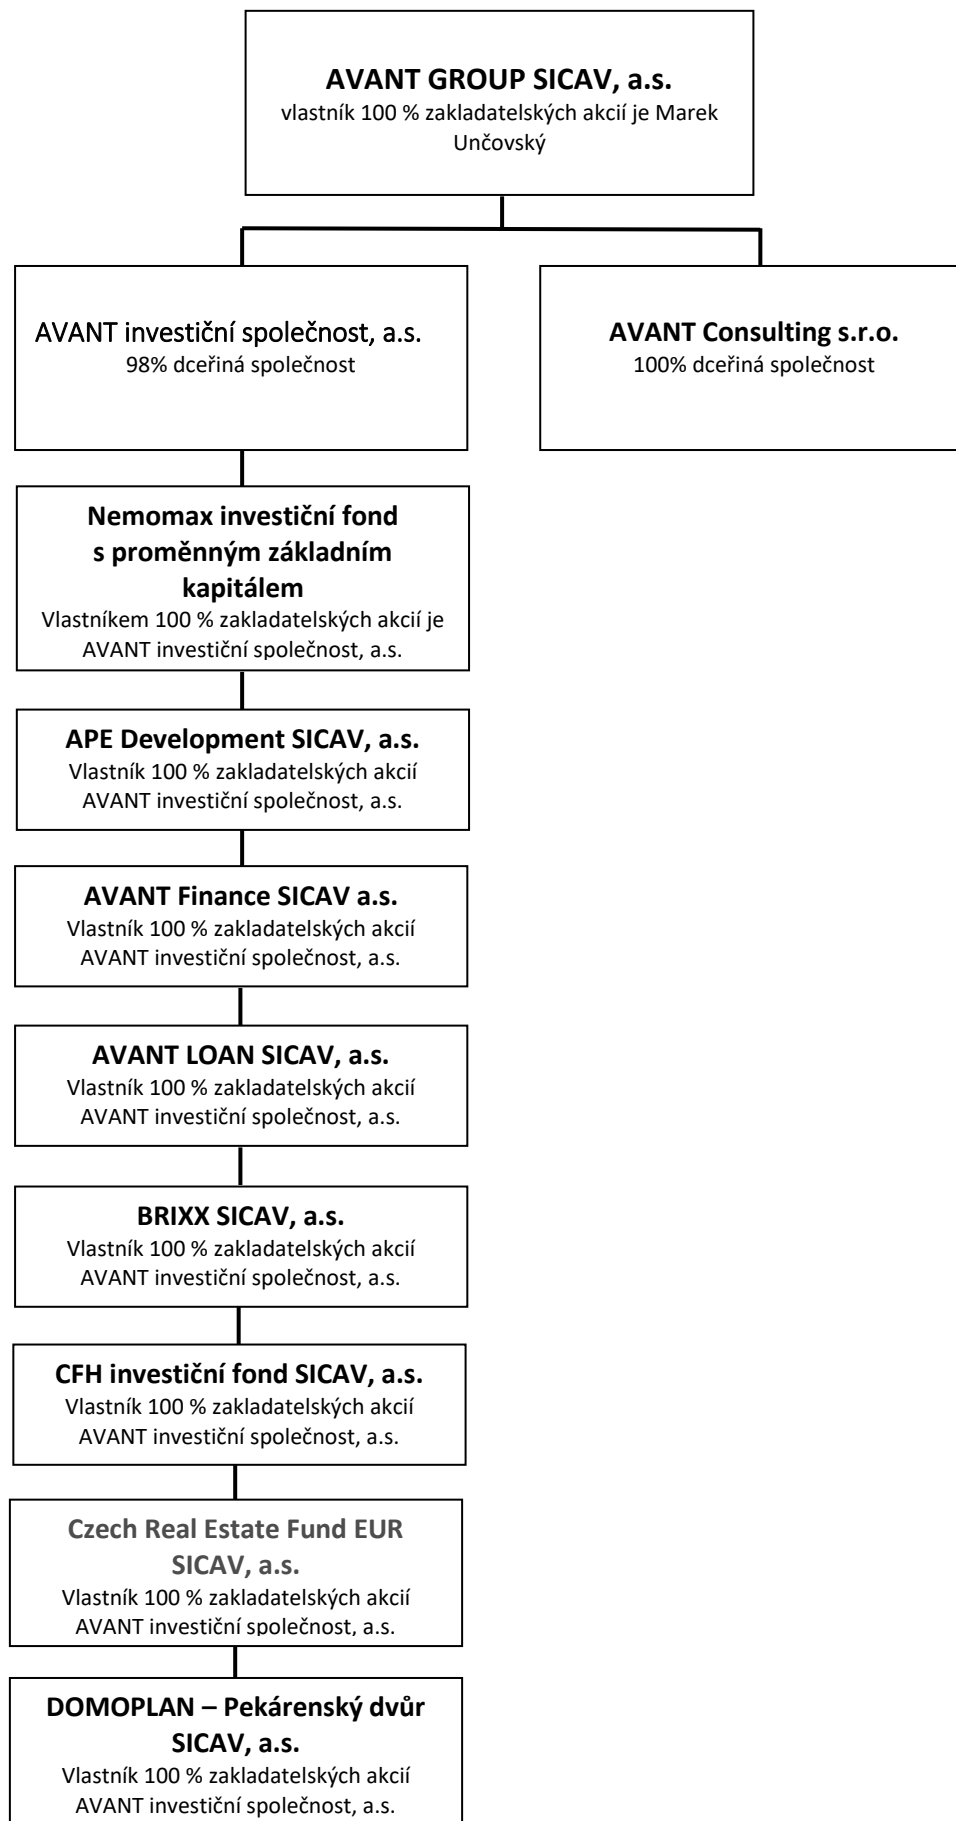 AVANT GROUP SICAV, a.s.
vlastník 100 % zakladatelských akcií je Marek
Unčovský
AVANT investiční společnost, a.s.
98% dceřiná společnost
AVANT Consulting s.r.o.
100% dceřiná společnost
Nemomax investiční fond
s proměnným základním
kapitálem
Vlastníkem 100 % zakladatelských akcií je
AVANT investiční společnost, a.s.
APE Development SICAV, a.s.
Vlastník 100 % zakladatelských akcií
AVANT investiční společnost, a.s.
AVANT Finance SICAV a.s.
Vlastník 100 % zakladatelských akcií
AVANT investiční společnost, a.s.
AVANT LOAN SICAV, a.s.
Vlastník 100 % zakladatelských akcií
AVANT investiční společnost, a.s.
BRIXX SICAV, a.s.
Vlastník 100 % zakladatelských akcií
AVANT investiční společnost, a.s.
CFH investiční fond SICAV, a.s.
Vlastník 100 % zakladatelských akcií
AVANT investiční společnost, a.s.
Czech Real Estate Fund EUR
SICAV, a.s.
Vlastník 100 % zakladatelských akcií
AVANT investiční společnost, a.s.
DOMOPLAN – Pekárenský dvůr
SICAV, a.s.
Vlastník 100 % zakladatelských akcií
AVANT investiční společnost, a.s.